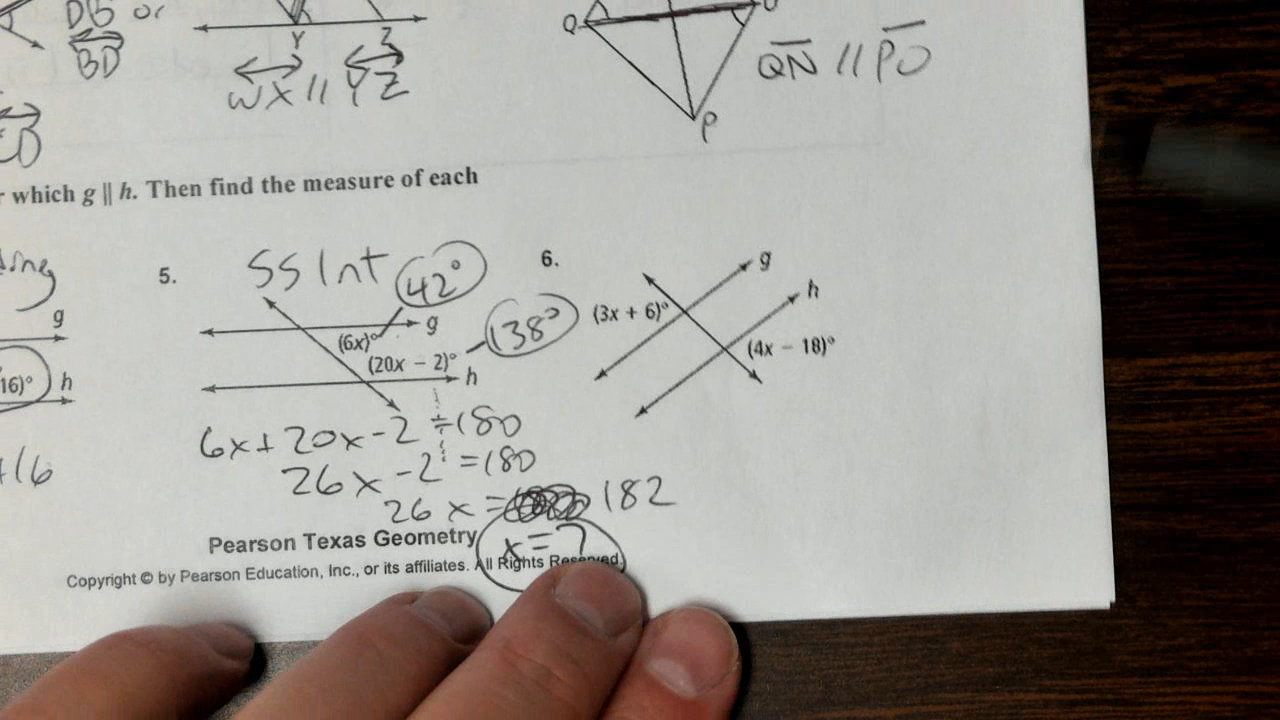 DB or
BD
Y
Z
WX // YZ
Q
P
QN // PO
which g || h. Then find the measure of each
5.
SS Int
42°
g
(6x)°
138°
(20x − 2)°
h
6.
g
h
(3x + 6)°
(4x − 18)°
g
16)°
h
+16
6x + 20x - 2 = 180
26x - 2 = 180
26x = 182
x = 7
Pearson Texas Geometry
Copyright © by Pearson Education, Inc., or its affiliates. All Rights Reserved.